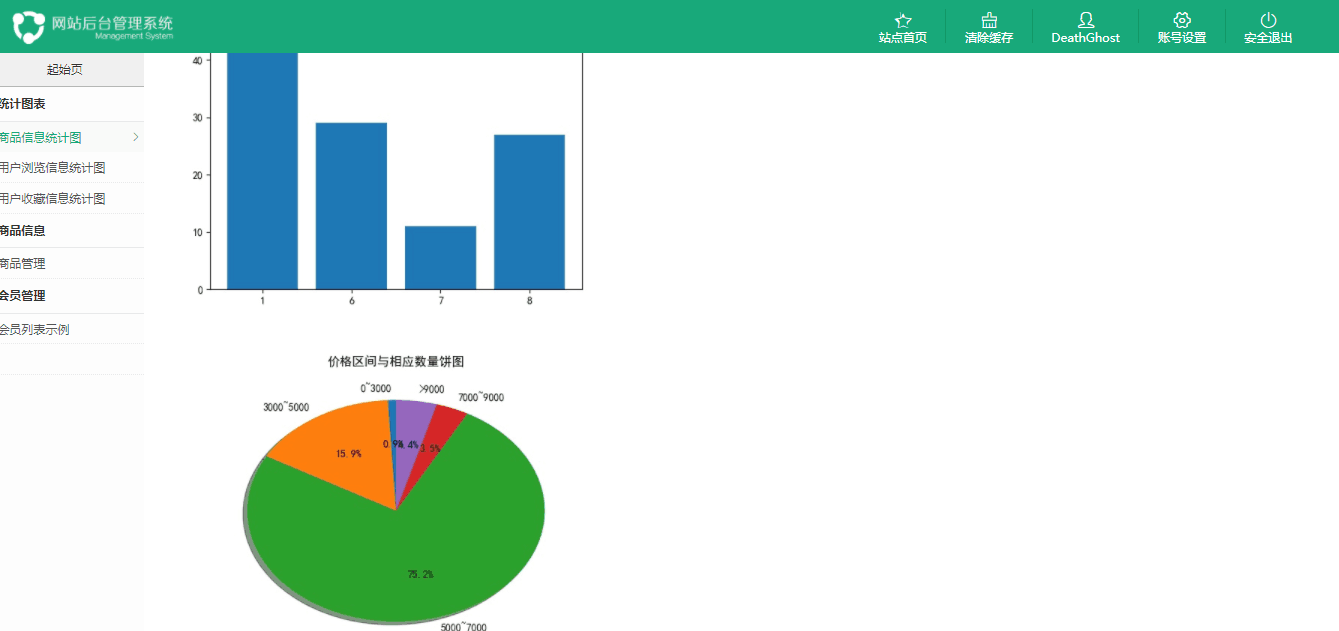 网站后台管理系统
Management System
站点首页
清除缓存
DeathGhost
账号设置
安全退出
起始页
统计图表
商品信息统计图
用户浏览信息统计图
用户收藏信息统计图
商品信息
商品管理
会员管理
会员列表示例
40
30
20
10
0
1 6 7 8
价格区间与相应数量饼图
0~3000
>9000
7000~9000
3000~5000
0.9%
4.4%
3.5%
15.9%
75.2%
5000~7000